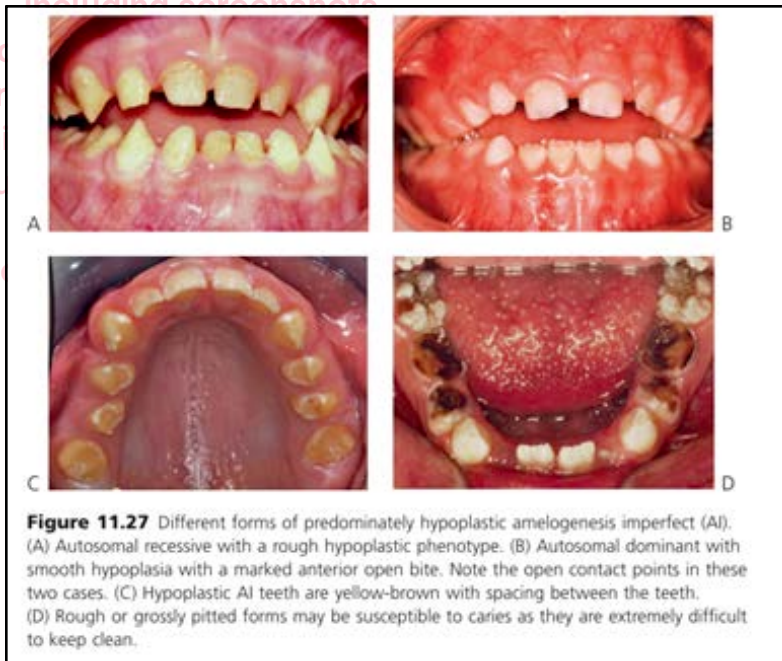 including screenshots
A
B
C
D
Figure 11.27 Different forms of predominately hypoplastic amelogenesis imperfect (AI).
(A) Autosomal recessive with a rough hypoplastic phenotype. (B) Autosomal dominant with
smooth hypoplasia with a marked anterior open bite. Note the open contact points in these
two cases. (C) Hypoplastic AI teeth are yellow-brown with spacing between the teeth.
(D) Rough or grossly pitted forms may be susceptible to caries as they are extremely difficult
to keep clean.